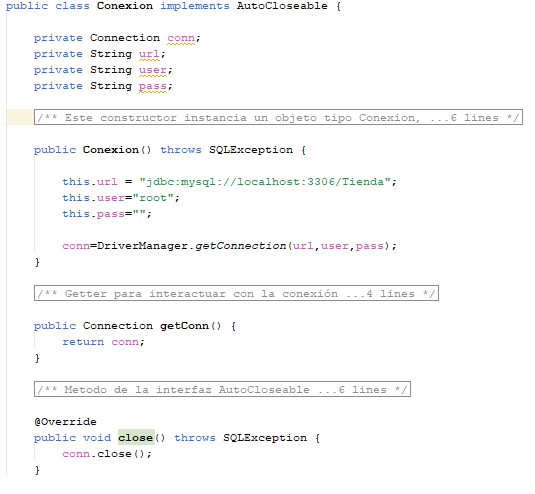 public class Conexion implements AutoCloseable {
private Connection conn;
private String url;
private String user;
private String pass;
/** Este constructor instancia un objeto tipo Conexion, ...6 lines */
public Conexion() throws SQLException {
this.url = "jdbc:mysql://localhost:3306/Tienda";
this.user="root";
this.pass="";
conn=DriverManager.getConnection(url,user,pass);
}
/** Getter para interactuar con la conexión ...4 lines */
public Connection getConn() {
return conn;
}
/** Metodo de la interfaz AutoCloseable ...6 lines */
@Override
public void close() throws SQLException {
conn.close();
}